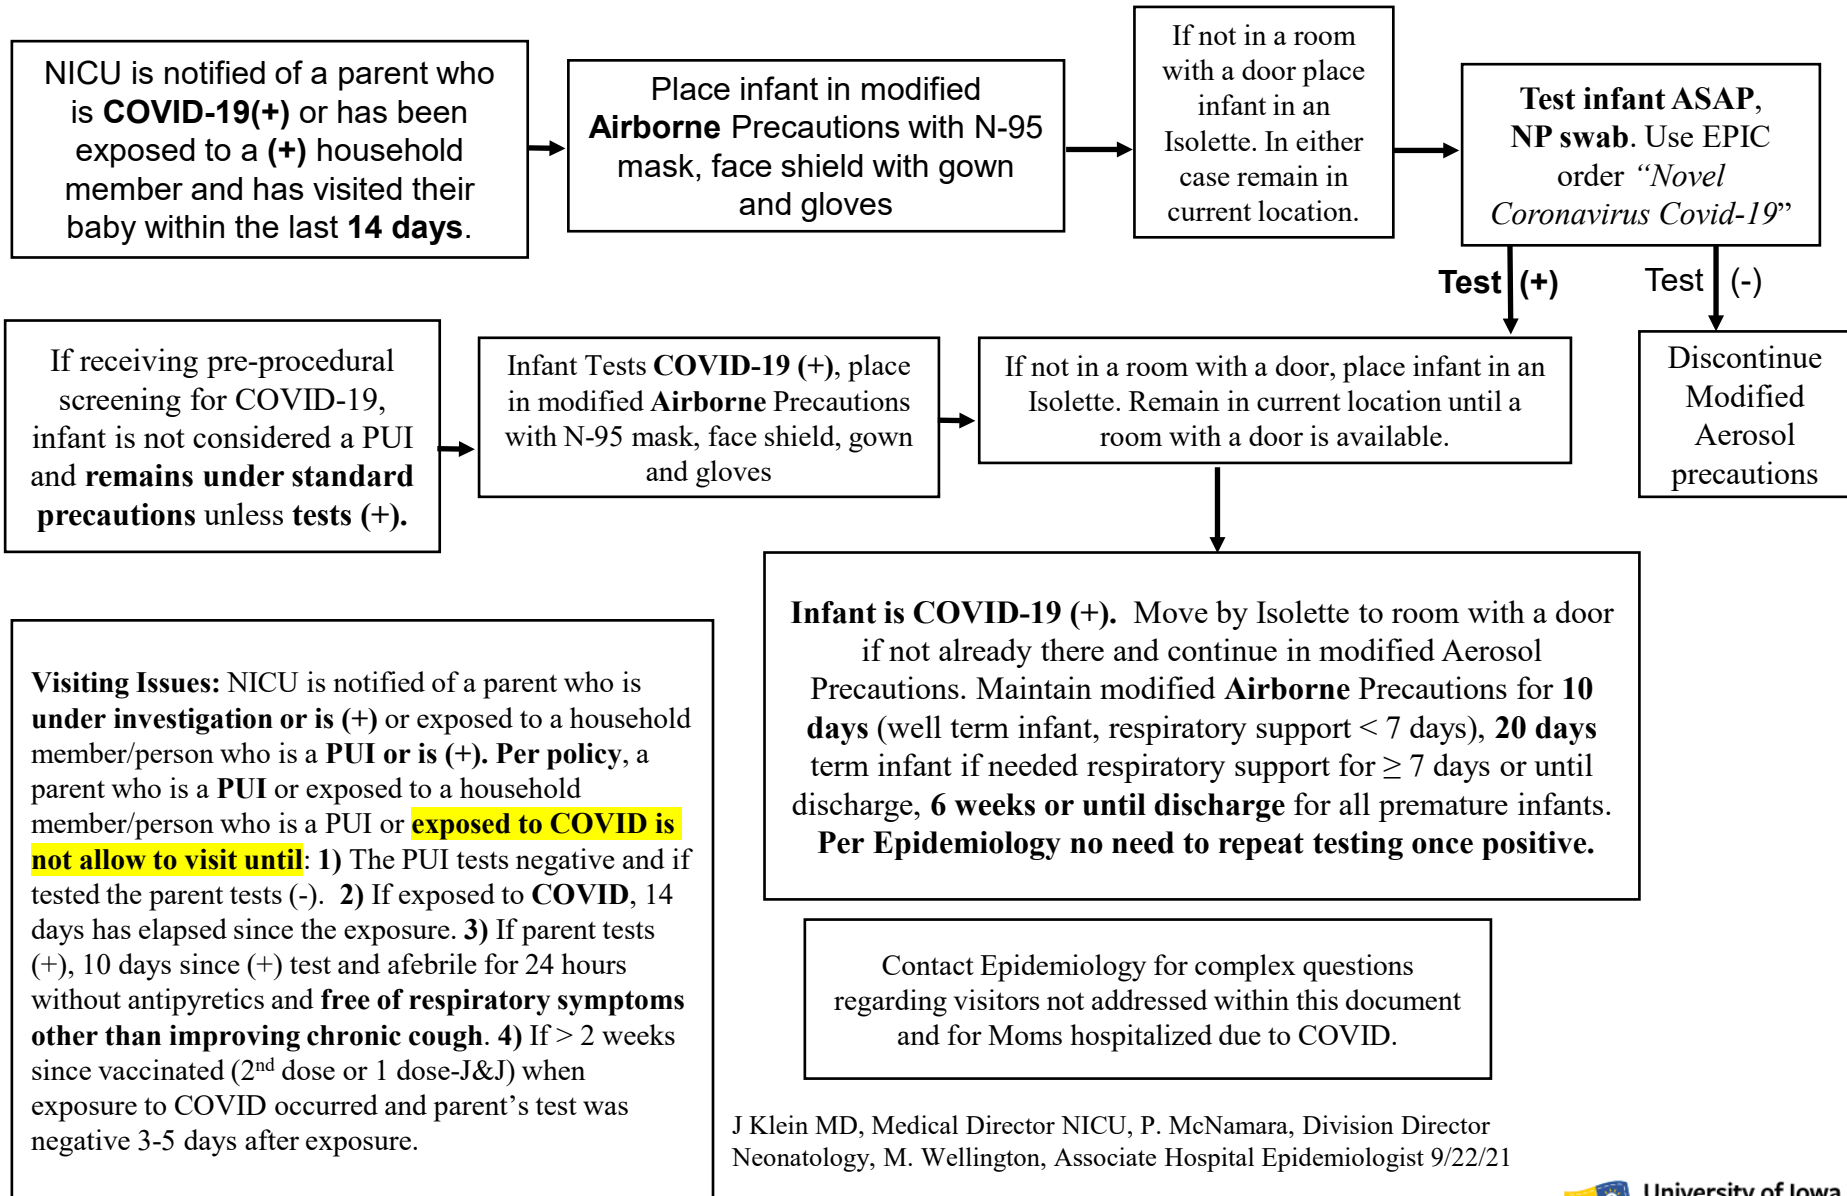 NICU is notified of a parent who
is COVID-19(+) or has been
exposed to a (+) household
member and has visited their
baby within the last 14 days.
Place infant in modified
Airborne Precautions with N-95
mask, face shield with gown
and gloves
If not in a room
with a door place
infant in an
Isolette. In either
case remain in
current location.
Test infant ASAP,
NP swab. Use EPIC
order “Novel
Coronavirus Covid-19”
Test (+)
Test (-)
If receiving pre-procedural
screening for COVID-19,
infant is not considered a PUI
and remains under standard
precautions unless tests (+).
Infant Tests COVID-19 (+), place
in modified Airborne Precautions
with N-95 mask, face shield, gown
and gloves
If not in a room with a door, place infant in an
Isolette. Remain in current location until a
room with a door is available.
Discontinue
Modified
Aerosol
precautions
Infant is COVID-19 (+). Move by Isolette to room with a door
if not already there and continue in modified Aerosol
Precautions. Maintain modified Airborne Precautions for 10
days (well term infant, respiratory support < 7 days), 20 days
term infant if needed respiratory support for ≥ 7 days or until
discharge, 6 weeks or until discharge for all premature infants.
Per Epidemiology no need to repeat testing once positive.
Visiting Issues: NICU is notified of a parent who is
under investigation or is (+) or exposed to a household
member/person who is a PUI or is (+). Per policy, a
parent who is a PUI or exposed to a household
member/person who is a PUI or exposed to COVID is
not allow to visit until: 1) The PUI tests negative and if
tested the parent tests (-). 2) If exposed to COVID, 14
days has elapsed since the exposure. 3) If parent tests
(+), 10 days since (+) test and afebrile for 24 hours
without antipyretics and free of respiratory symptoms
other than improving chronic cough. 4) If > 2 weeks
since vaccinated (2nd dose or 1 dose-J&J) when
exposure to COVID occurred and parent’s test was
negative 3-5 days after exposure.
Contact Epidemiology for complex questions
regarding visitors not addressed within this document
and for Moms hospitalized due to COVID.
J Klein MD, Medical Director NICU, P. McNamara, Division Director
Neonatology, M. Wellington, Associate Hospital Epidemiologist 9/22/21
University of Iowa